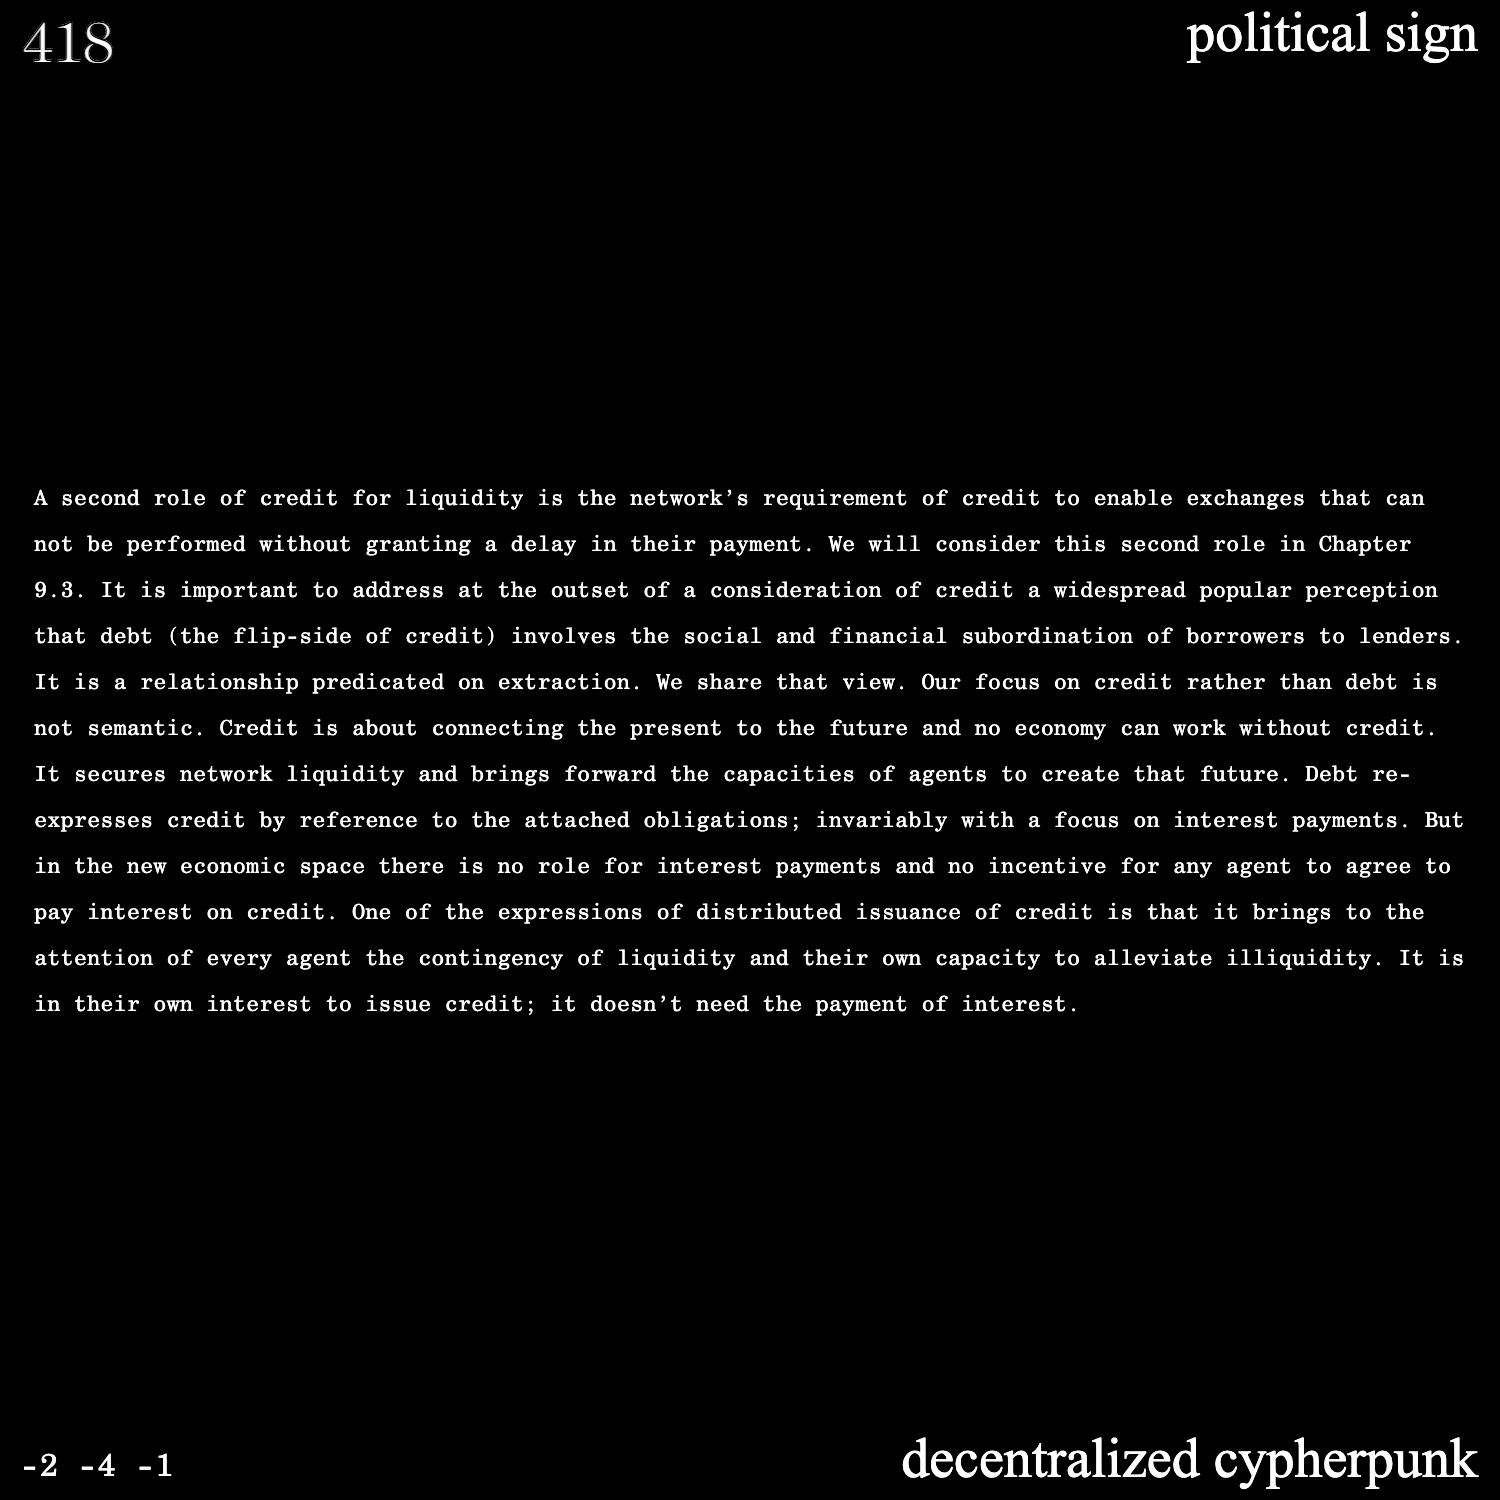 418
political sign
A second role of credit for liquidity is the network’s requirement of credit to enable exchanges that can
not be performed without granting a delay in their payment. We will consider this second role in Chapter
9.3. It is important to address at the outset of a consideration of credit a widespread popular perception
that debt (the flip-side of credit) involves the social and financial subordination of borrowers to lenders.
It is a relationship predicated on extraction. We share that view. Our focus on credit rather than debt is
not semantic. Credit is about connecting the present to the future and no economy can work without credit.
It secures network liquidity and brings forward the capacities of agents to create that future. Debt re-
expresses credit by reference to the attached obligations; invariably with a focus on interest payments. But
in the new economic space there is no role for interest payments and no incentive for any agent to agree to
pay interest on credit. One of the expressions of distributed issuance of credit is that it brings to the
attention of every agent the contingency of liquidity and their own capacity to alleviate illiquidity. It is
in their own interest to issue credit; it doesn’t need the payment of interest.
-2 -4 -1
decentralized cypherpunk